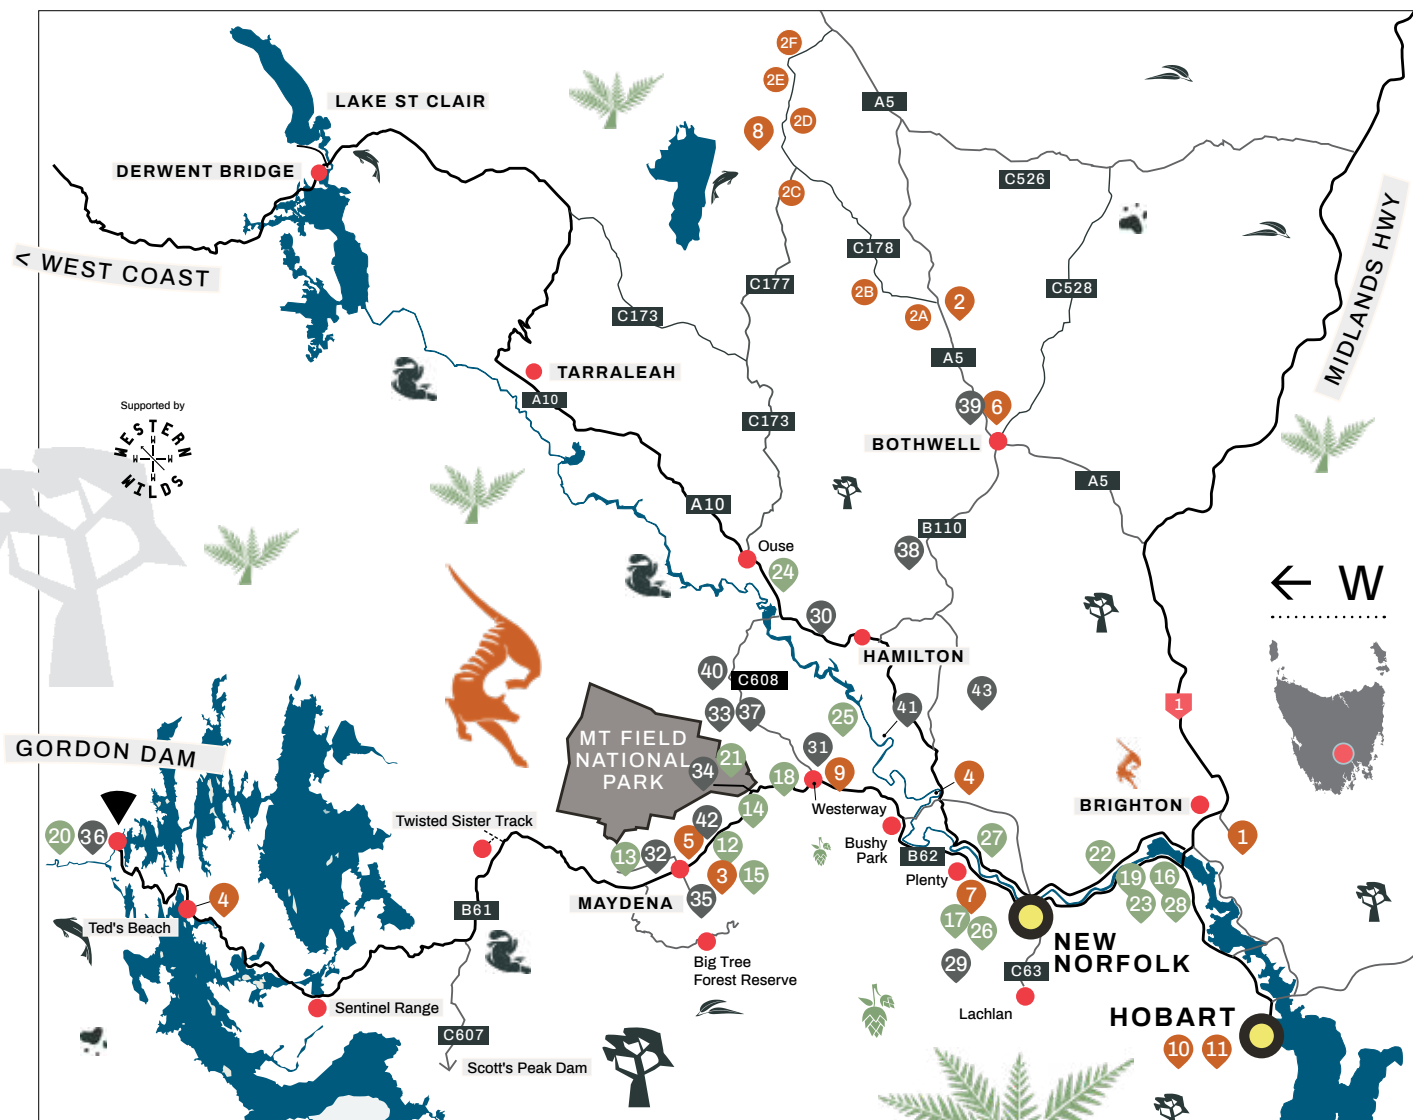 2F
2E
A5
LAKE ST CLAIR
2D
8
DERWENT BRIDGE
C526
2C
MIDLANDS HWY
C178
< WEST COAST
C177
C528
2B
2
2A
C173
A5
TARRALEAH
A10
Supported by
WESTERN
WILDS
W
W
W
W
39
6
C173
BOTHWELL
A5
A10
B110
Ouse
38
24
← W
30
HAMILTON
40
C608
43
33
37
25
41
1
MT FIELD
NATIONAL
PARK
GORDON DAM
31
21
34
18
9
4
BRIGHTON
Westerway
14
Twisted Sister Track
42
20
36
5
12
Bushy
Park
27
1
13
32
B62
22
3
15
Plenty
19
16
MAYDENA
35
7
4
23
28
B61
17
26
Ted's Beach
NEW
NORFOLK
Big Tree
Forest Reserve
29
C63
Sentinel Range
Lachlan
HOBART
C607
10
11
Scott's Peak Dam